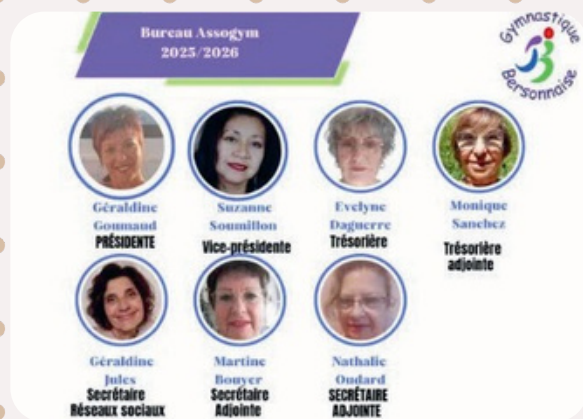 Bureau Assogym
2025/2026
Gymnastique
Bersonnaise
Géraldine
Goumaud
PRÉSIDENTE
Suzanne
Soumillon
Vice-présidente
Evelyne
Daguerre
Trésorière
Monique
Sanchez
Trésorière
adjointe
Géraldine
Jules
Secrétaire
Réseaux sociaux
Martine
Bouyer
Secrétaire
Adjointe
Nathalie
Oudard
SECRÉTAIRE
ADJOINTE